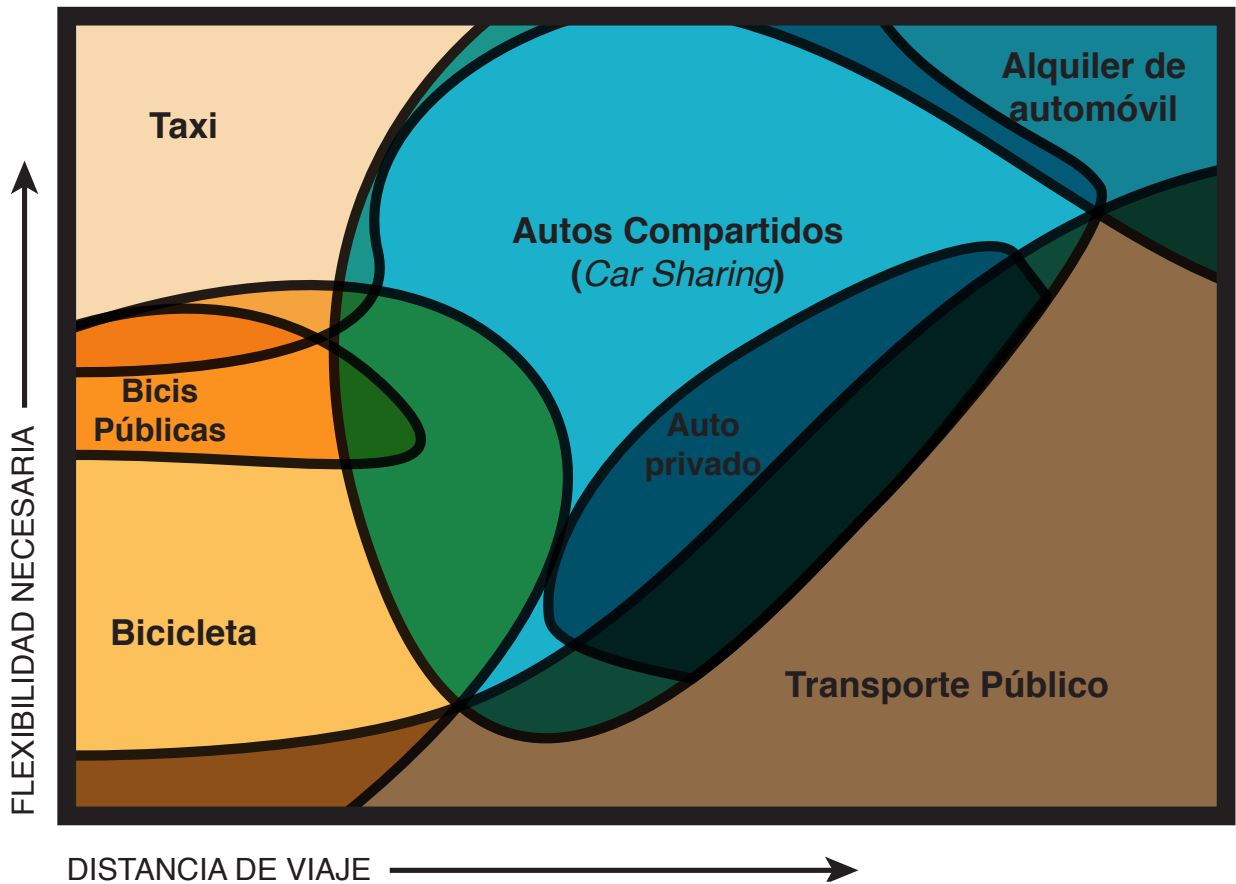 Alquiler de
automóvil
Taxi
Autos Compartidos
(Car Sharing)
Bicis
Públicas
Auto
privado
Bicicleta
Transporte Público
FLEXIBILIDAD NECESARIA
DISTANCIA DE VIAJE